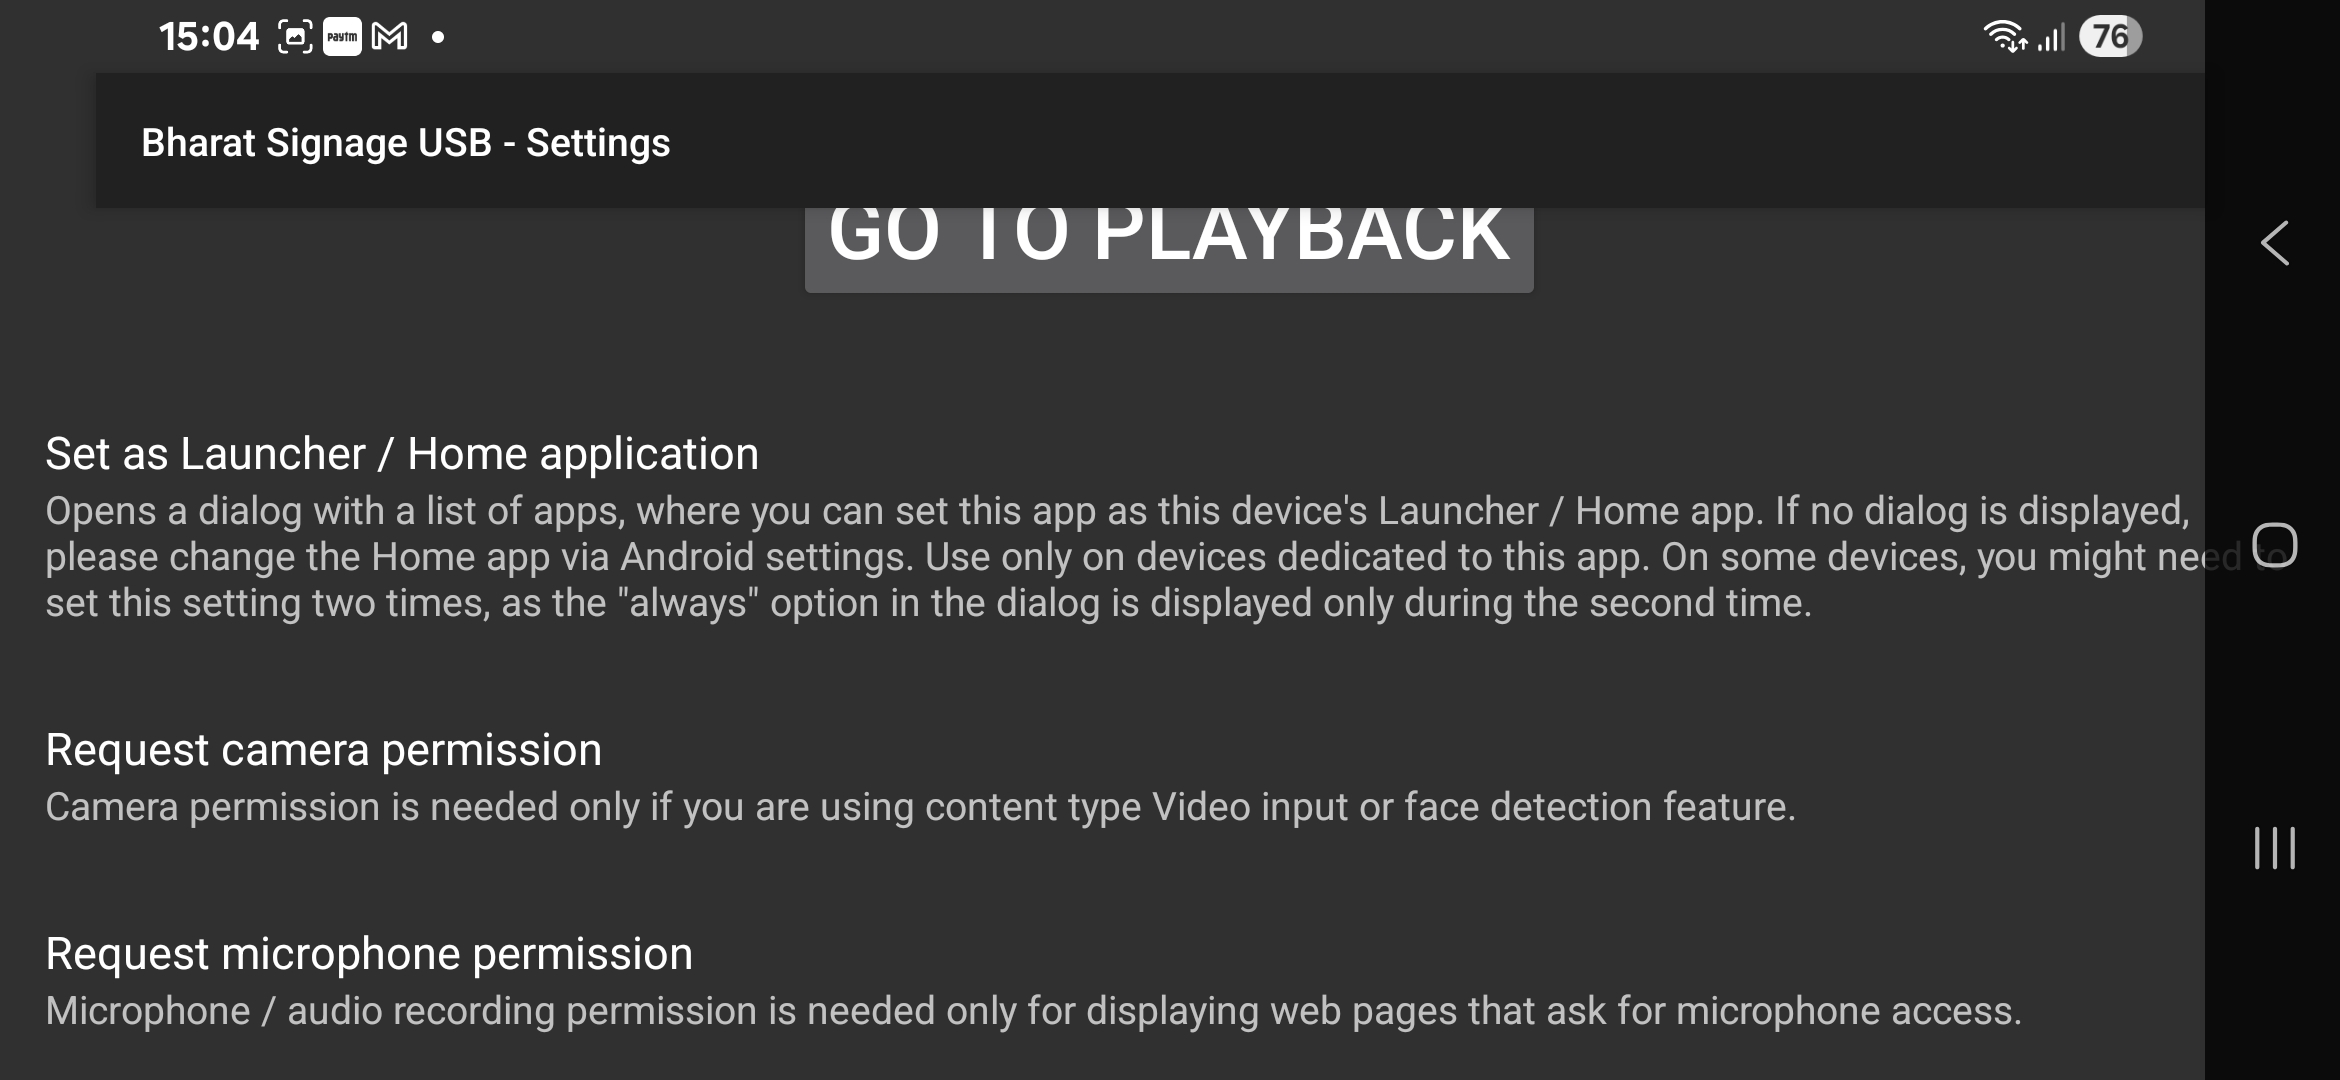 15:04 Paytm 76
Bharat Signage USB - Settings
GO TO PLAYBACK
Set as Launcher / Home application
Opens a dialog with a list of apps, where you can set this app as this device's Launcher / Home app. If no dialog is displayed,
please change the Home app via Android settings. Use only on devices dedicated to this app. On some devices, you might need to
set this setting two times, as the "always" option in the dialog is displayed only during the second time.
Request camera permission
Camera permission is needed only if you are using content type Video input or face detection feature.
Request microphone permission
Microphone / audio recording permission is needed only for displaying web pages that ask for microphone access.